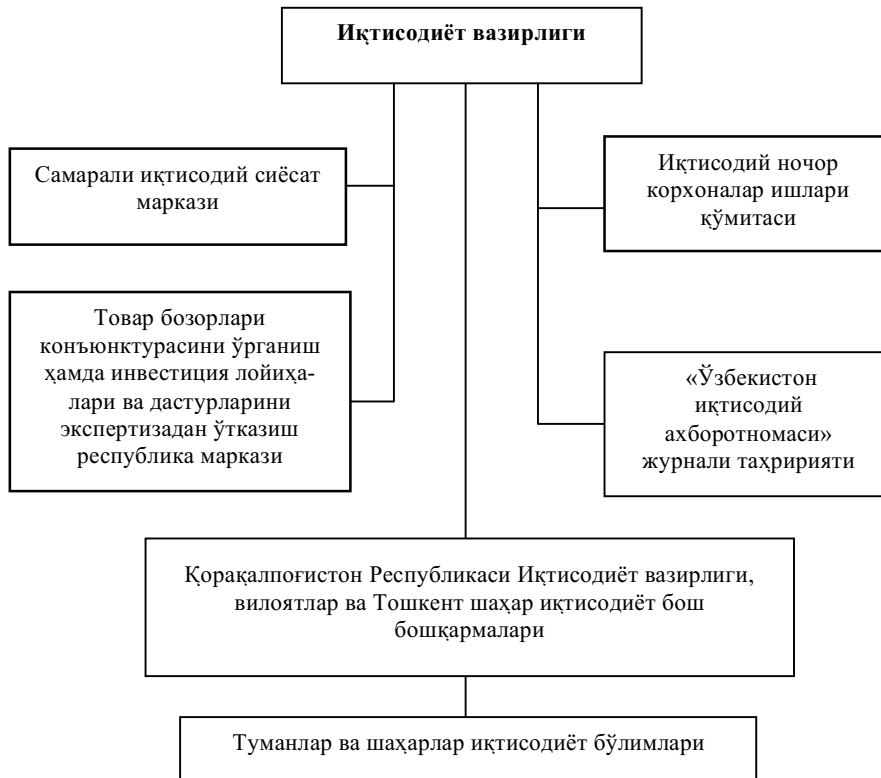 Иқтисодиёт вазирлиги
Самарали иқтисодий сиёсат
маркази
Иқтисодий ночор
корхоналар ишлари
қўмитаси
Товар бозорлари
конъюнктурасини ўрганиш
ҳамда инвестиция лойиҳа-
лари ва дастурларини
экспертизадан ўтказиш
республика маркази
«Ўзбекистон
иқтисодий
ахборотномаси»
журнали таҳририяти
Қорақалпоғистон Республикаси Иқтисодиёт вазирлиги,
вилоятлар ва Тошкент шаҳар иқтисодиёт бош
бошқармалари
Туманлар ва шаҳарлар иқтисодиёт бўлимлари